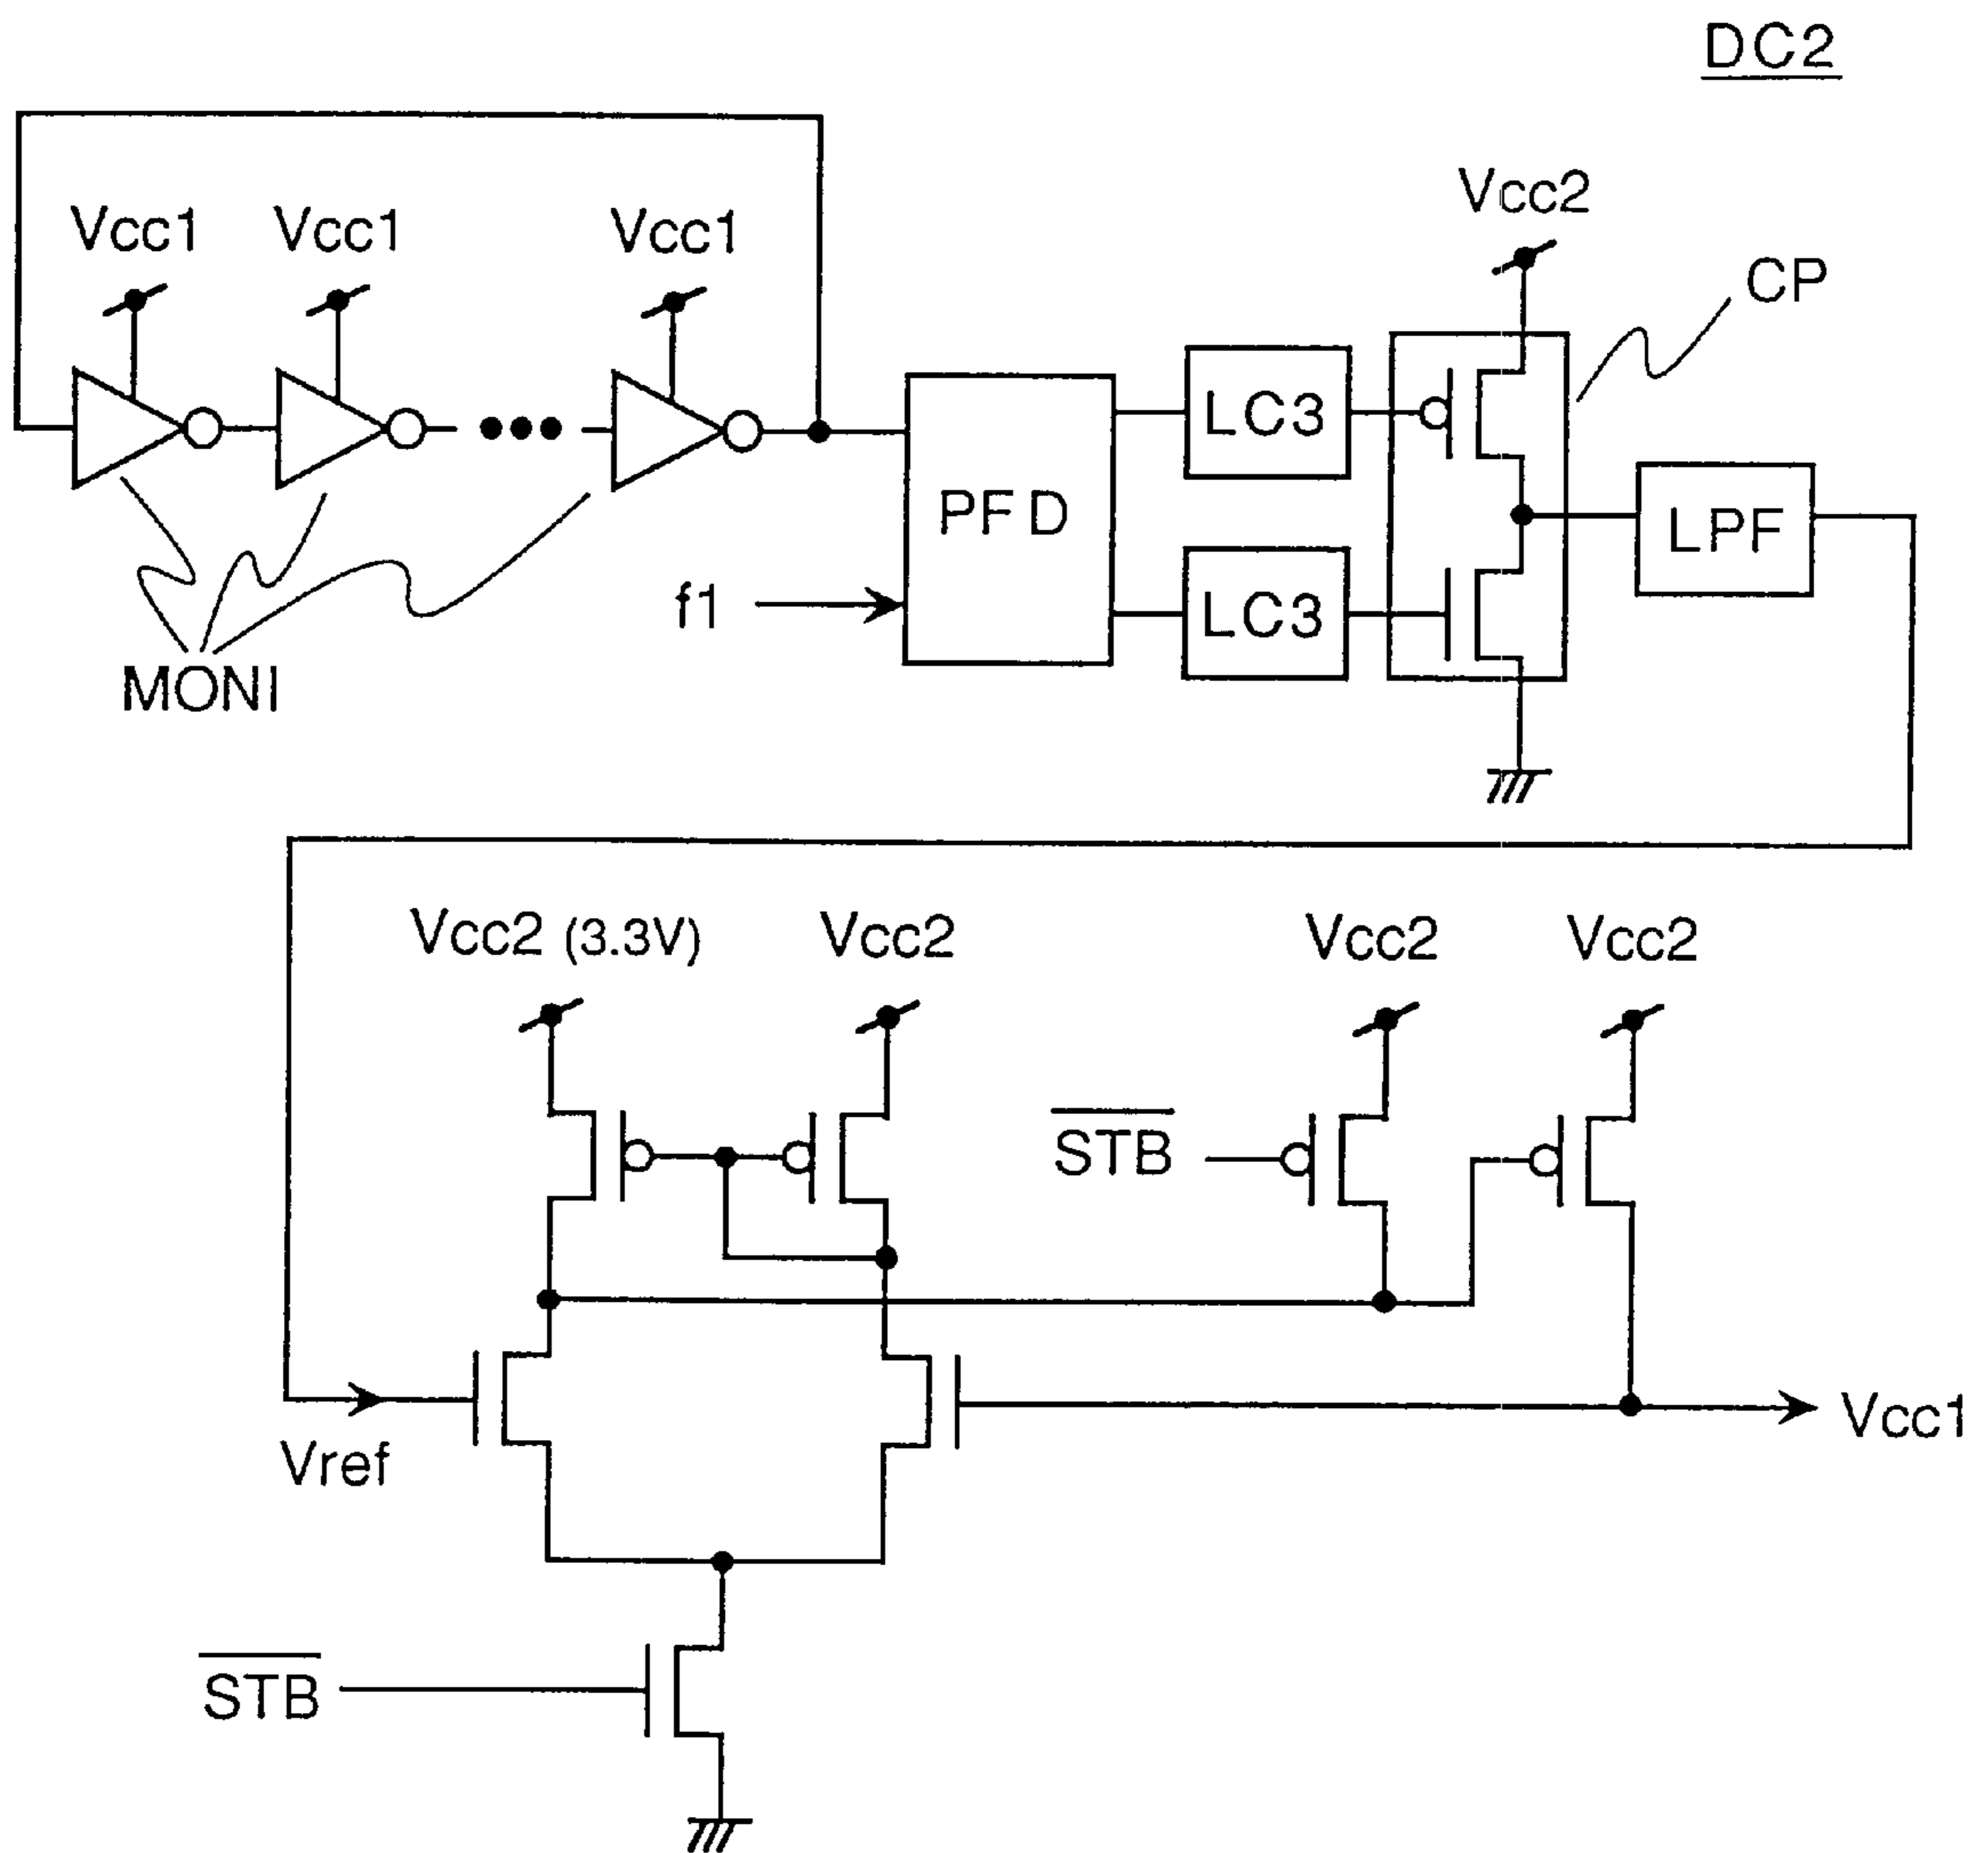 DC2
Vcc1 Vcc1 Vcc1
Vcc2
CP
LC3
PFD
LPF
f1
LC3
MONI
Vcc2 (3.3V) Vcc2 Vcc2 Vcc2
STB
Vcc1
Vref
STB